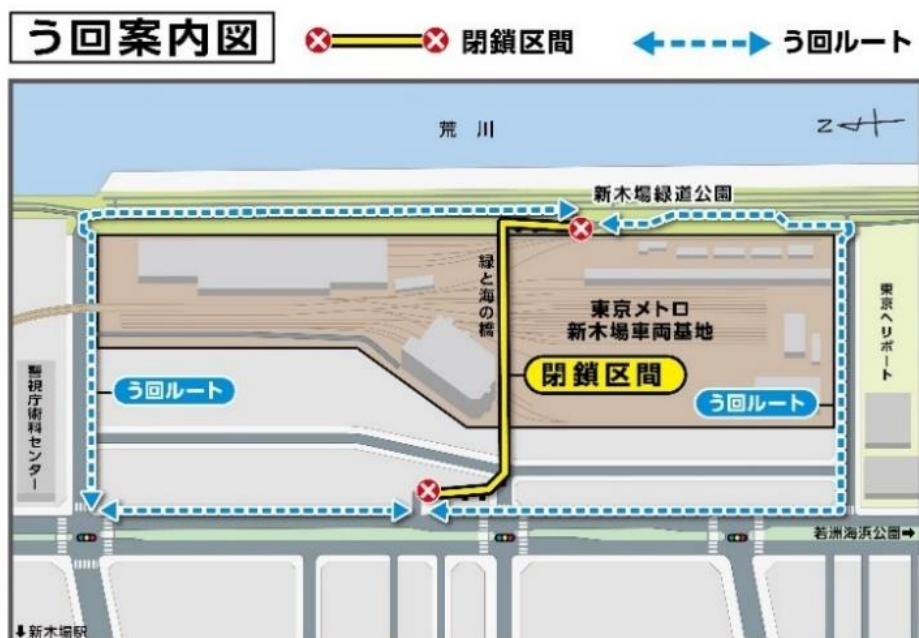 う回案内図
閉鎖区間
う回ルート
荒川
N
新木場緑道公園
緑と海の橋
東京メトロ
新木場車両基地
東京ヘリポート
閉鎖区間
う回ルート
う回ルート
警視庁術科センター
若洲海浜公園➡
⬇新木場駅